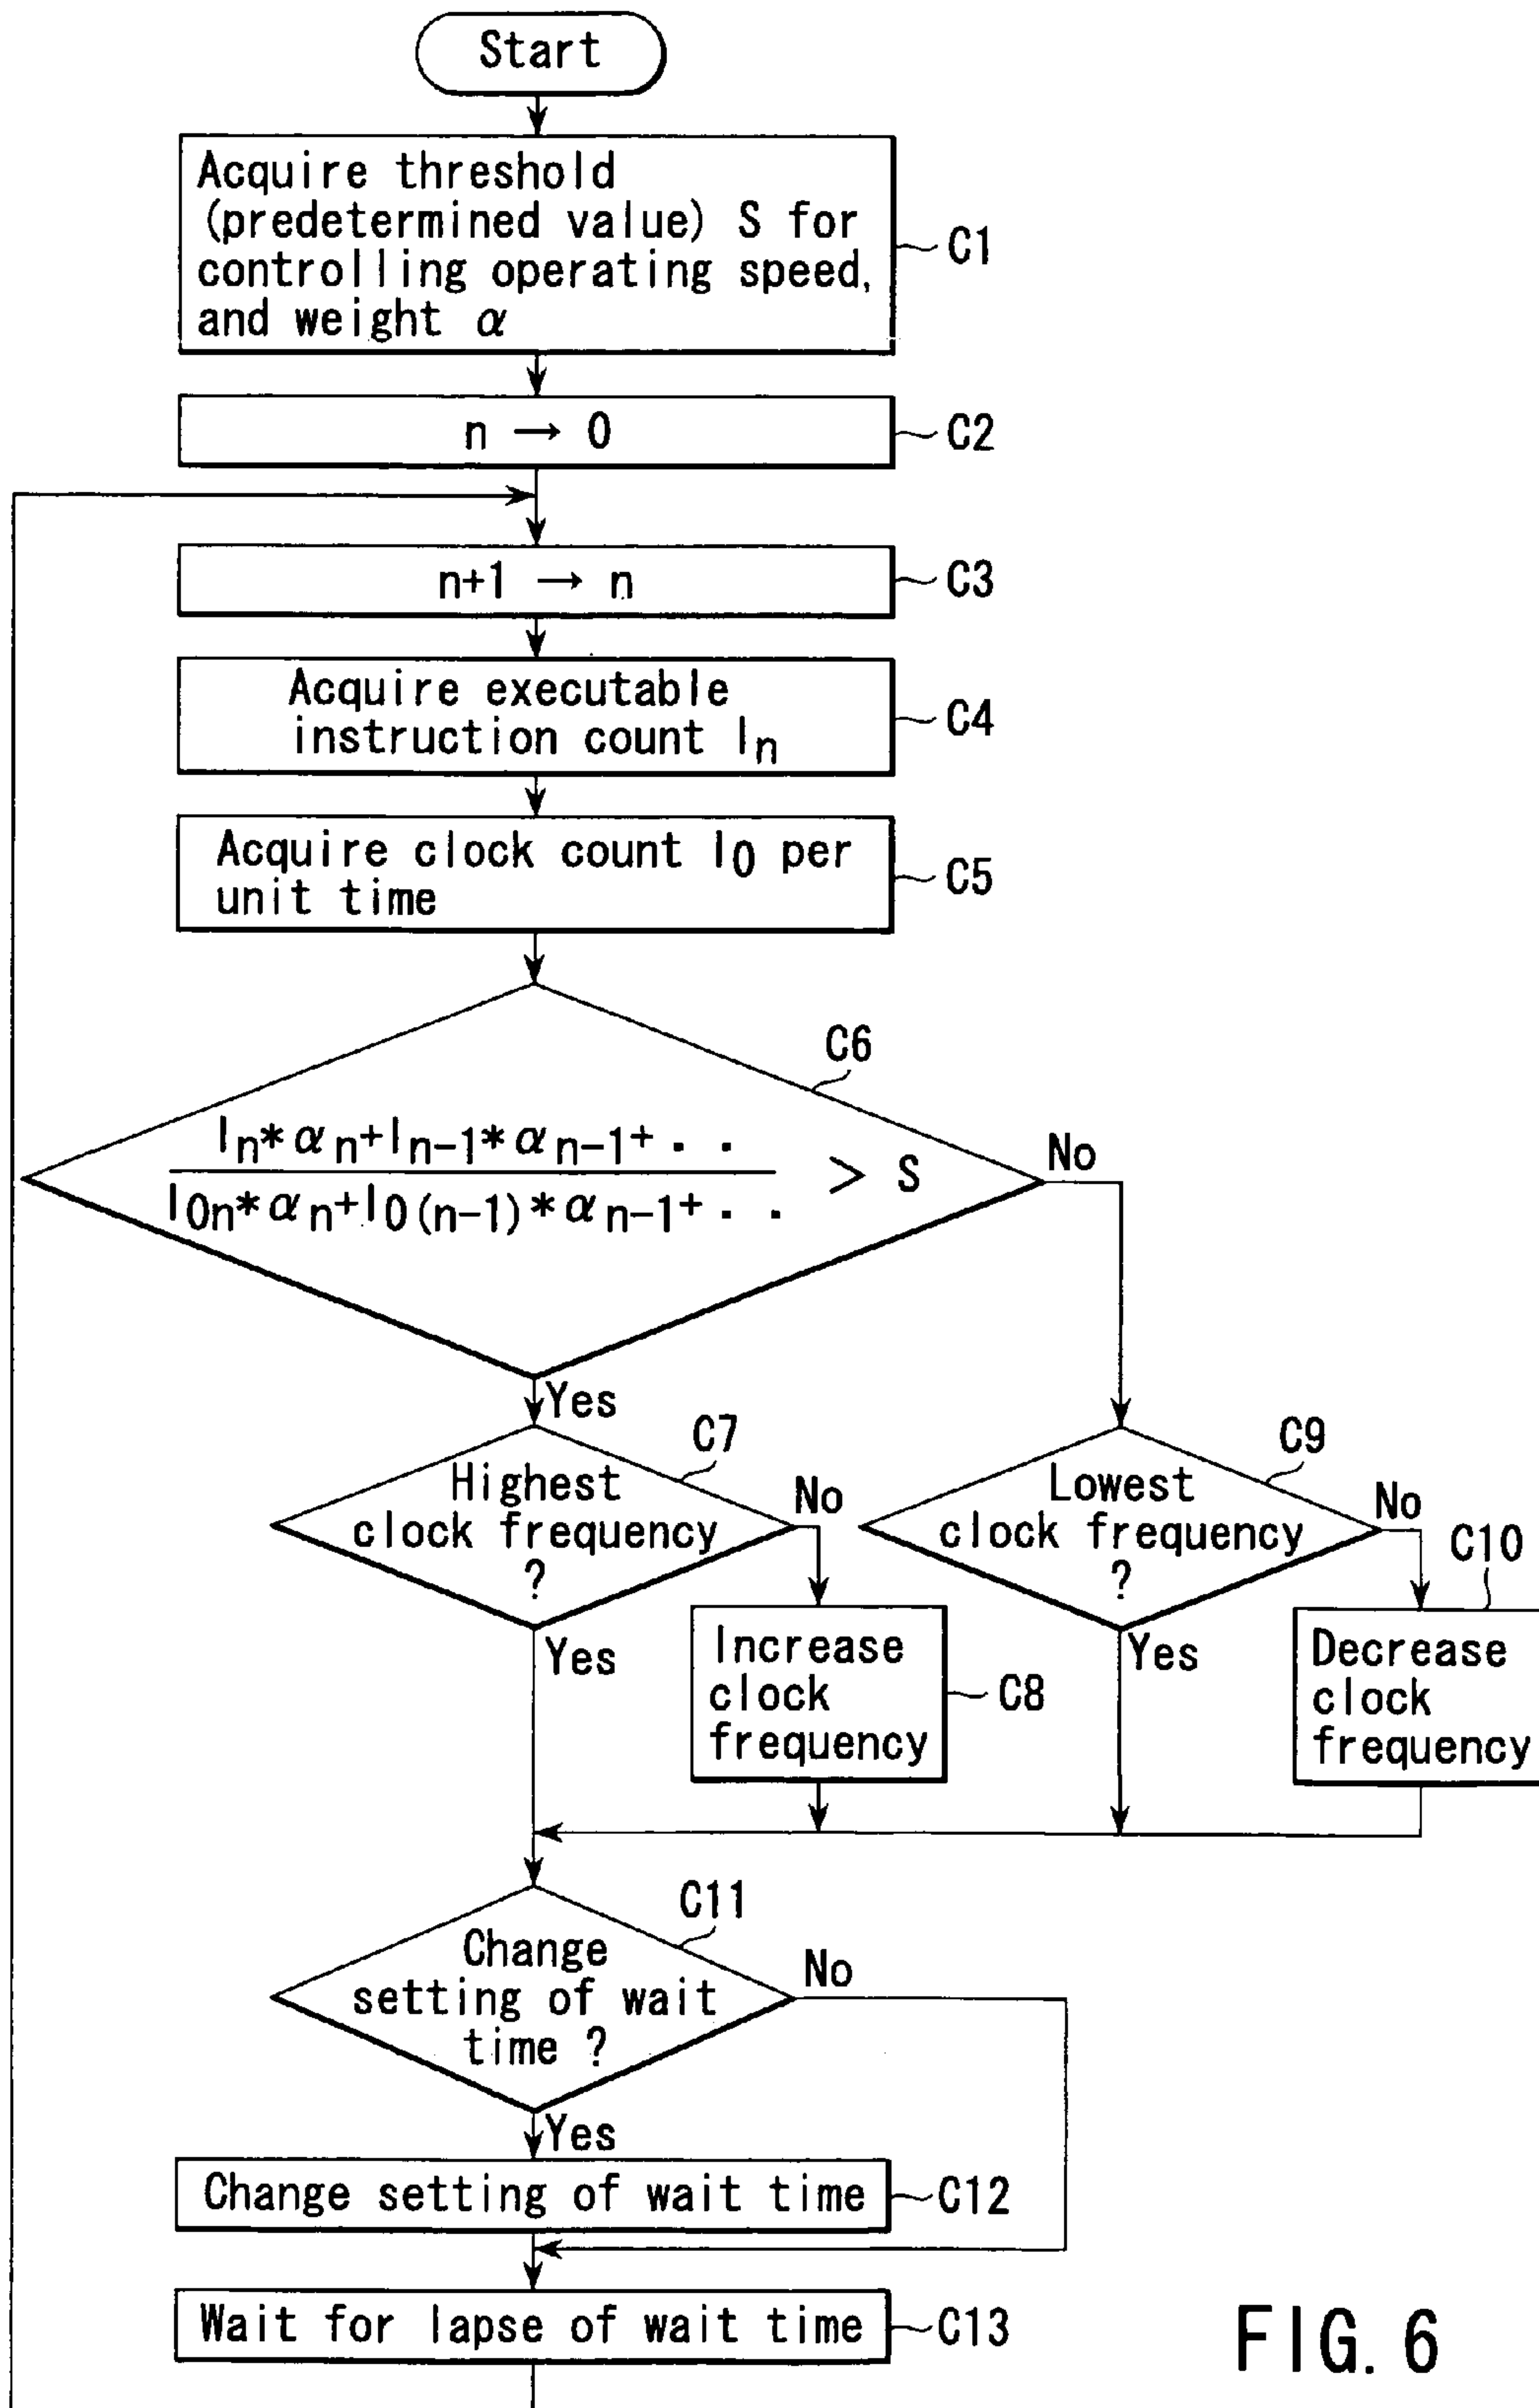 Start
Acquire threshold
(predetermined value) S for
controlling operating speed,
and weight α
C1
n → 0
C2
n+1 → n
C3
Acquire executable
instruction count In
C4
Acquire clock count I0 per
unit time
C5
C6
In*αn+In-1*αn-1+ · ·
I0n*αn+I0(n-1)*αn-1+ · ·
> S
No
Yes
C7
Highest
clock frequency
?
No
Yes
C9
Lowest
clock frequency
?
No
Yes
C10
Increase
clock
frequency
C8
Decrease
clock
frequency
C11
Change
setting of wait
time ?
No
Yes
Change setting of wait time
C12
Wait for lapse of wait time
C13
FIG. 6